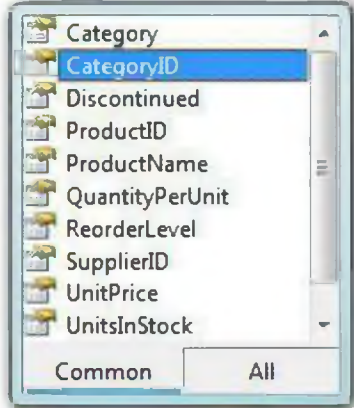 Category
CategoryID
Discontinued
ProductID
ProductName
QuantityPerUnit
ReorderLevel
SupplierID
UnitPrice
UnitsInStock
Common All